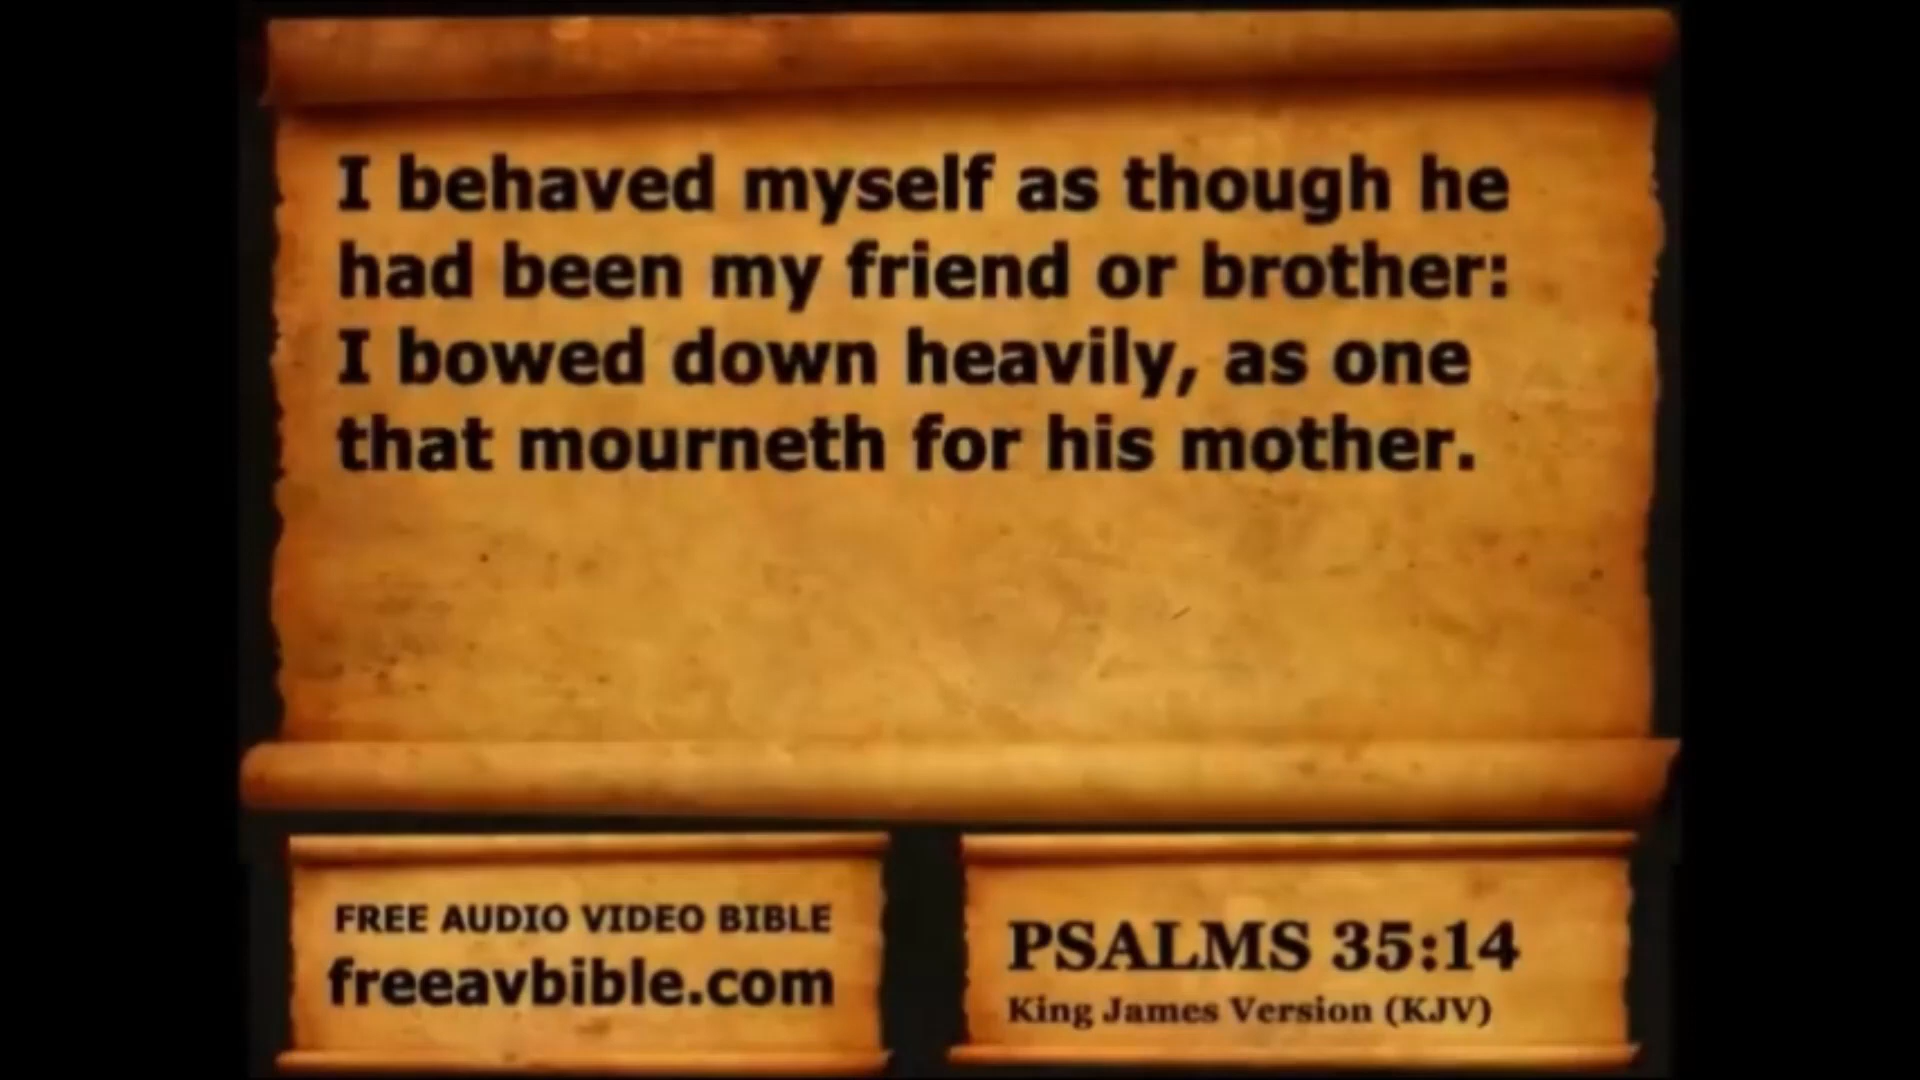 I behaved myself as though he
had been my friend or brother:
I bowed down heavily, as one
that mourneth for his mother.
FREE AUDIO VIDEO BIBLE
freeavbible.com
PSALMS 35:14
King James Version (KJV)